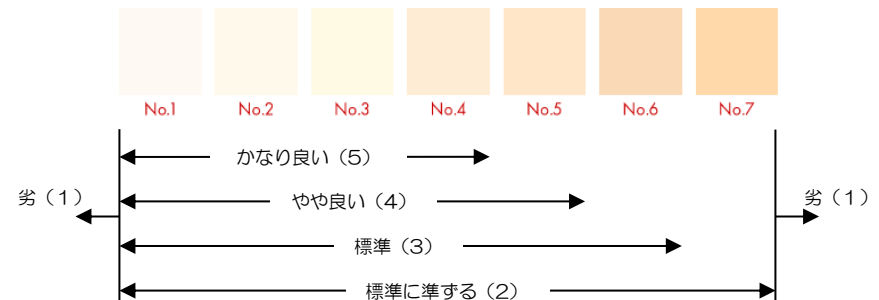 No.1 No.2 No.3 No.4 No.5 No.6 No.7
かなり良い（5）
劣（1） やや良い（4） 劣（1）
標準（3）
標準に準ずる（2）